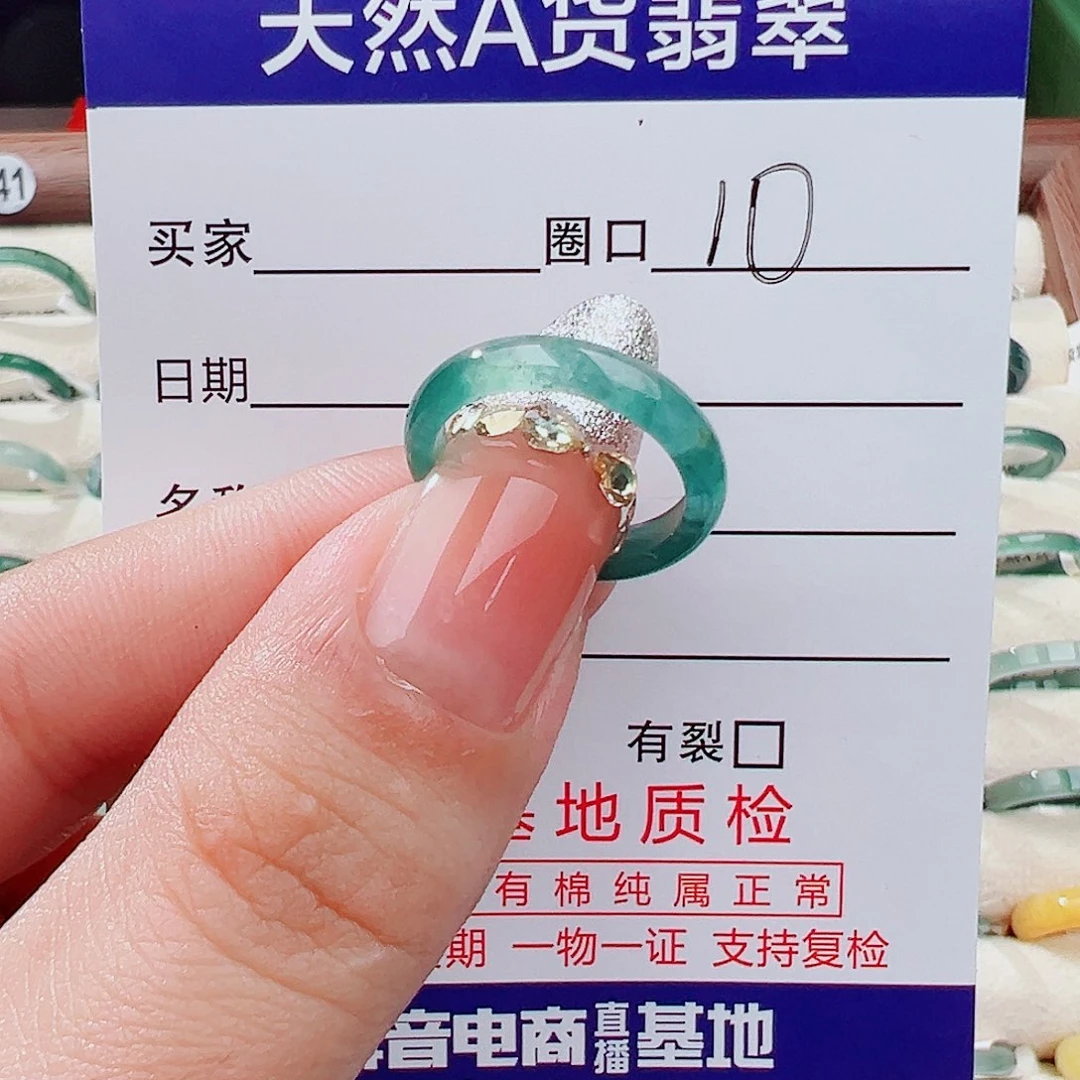 天然A货翡翠
41
买家 圈口 10
日期
有裂□
地质检
有棉纯属正常
期 一物一证 支持复检
音电商直播基地